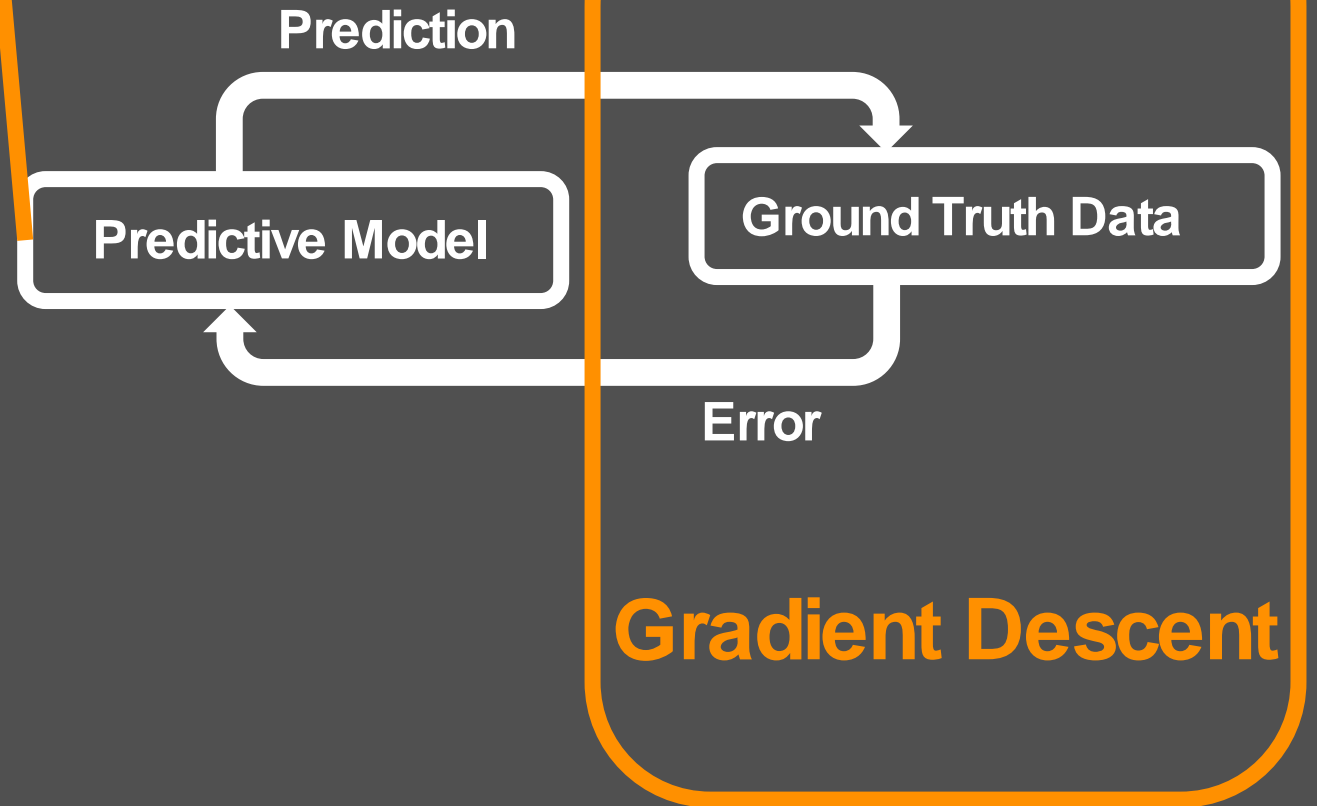 Prediction
Predictive Model
Ground Truth Data
Error
Gradient Descent